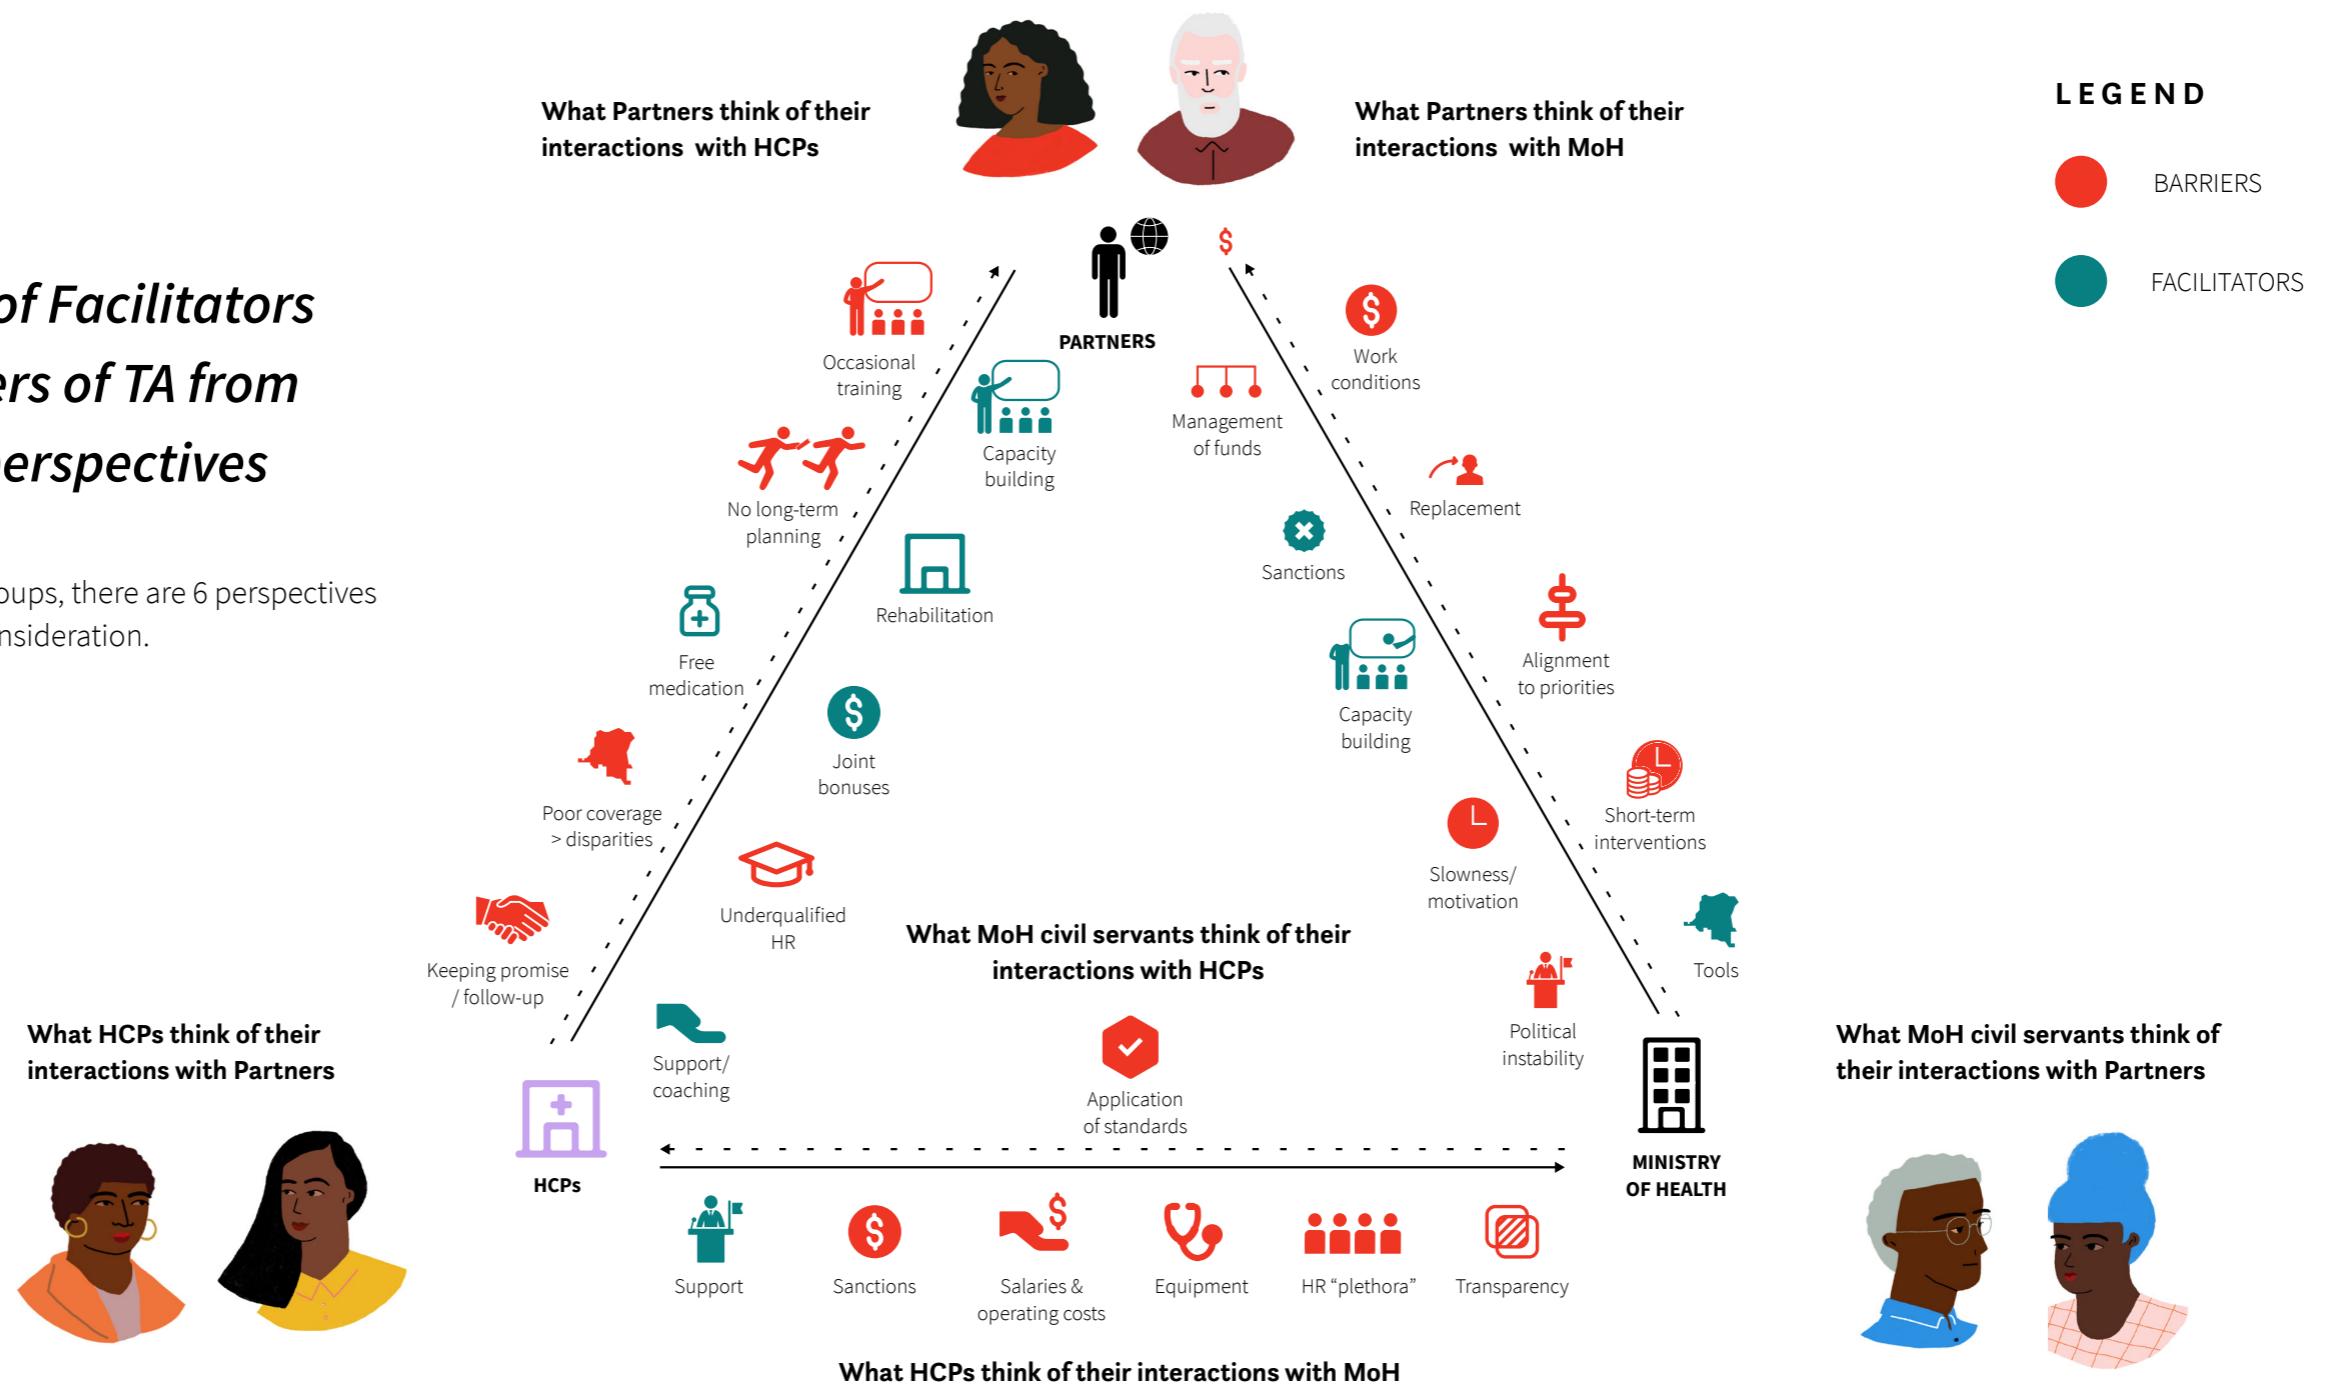 What Partners think of their
interactions with HCPs
What Partners think of their
interactions with MoH
LEGEND
BARRIERS
FACILITATORS
of Facilitators
ers of TA from
perspectives
oups, there are 6 perspectives
nsideration.
PARTNERS
$
Occasional
training
Capacity
building
No long-term
planning
Rehabilitation
Free
medication
$
Joint
bonuses
Poor coverage
> disparities
Underqualified
HR
Keeping promise
/ follow-up
Support/
coaching
$
Work
conditions
Management
of funds
Replacement
Sanctions
Alignment
to priorities
Capacity
building
Short-term
interventions
Slowness/
motivation
Tools
Political
instability
What MoH civil servants think of their
interactions with HCPs
Application
of standards
What HCPs think of their
interactions with Partners
What MoH civil servants think of
their interactions with Partners
HCPs
MINISTRY
OF HEALTH
Support
$
Sanctions
$
Salaries &
operating costs
Equipment
HR “plethora”
Transparency
What HCPs think of their interactions with MoH